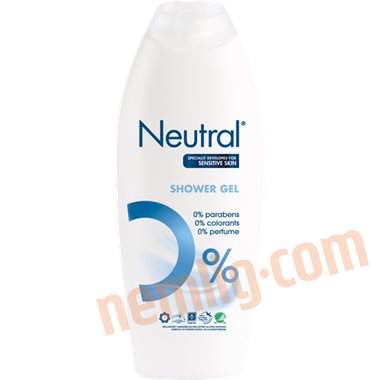 Neutral®
SPECIALLY DEVELOPED FOR
SENSITIVE SKIN
SHOWER GEL
0% parabens
0% colorants
0% perfume
0%
nemlig.com